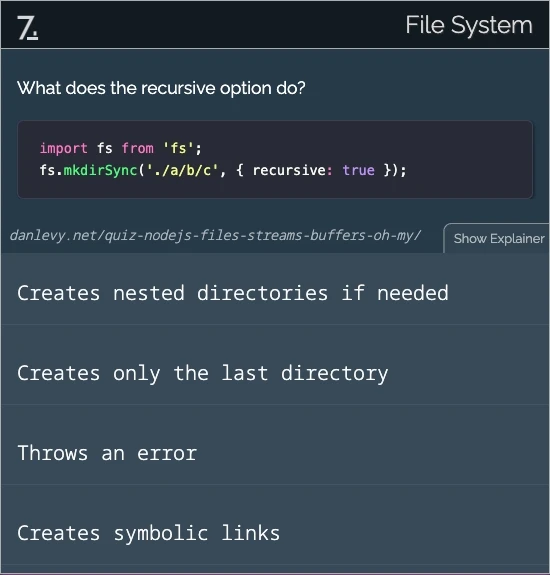 7.
File System
What does the recursive option do?
import fs from 'fs';
fs.mkdirSync('./a/b/c', { recursive: true });
danlevy.net/quiz-nodejs-files-streams-buffers-oh-my/
Show Explainer
Creates nested directories if needed
Creates only the last directory
Throws an error
Creates symbolic links